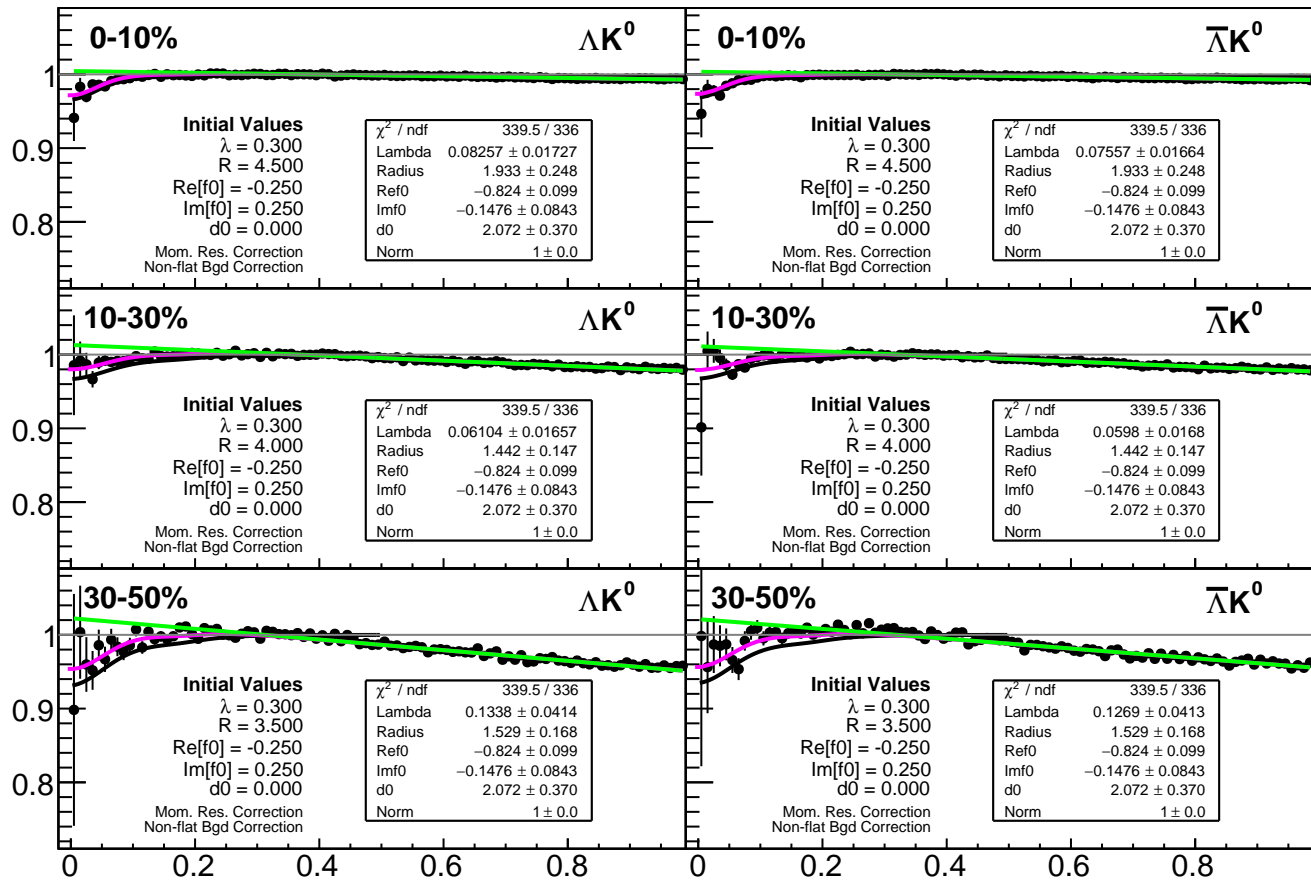 0-10% ΛK⁰
Initial Values
λ = 0.300
R = 4.500
Re[f0] = -0.250
Im[f0] = 0.250
d0 = 0.000
Mom. Res. Correction
Non-flat Bgd Correction
χ² / ndf 339.5 / 336
Lambda 0.08257 ± 0.01727
Radius 1.933 ± 0.248
Ref0 −0.824 ± 0.099
Imf0 −0.1476 ± 0.0843
d0 2.072 ± 0.370
Norm 1 ± 0.0
1
0.9
0.8
0-10% Λ̅K⁰
Initial Values
λ = 0.300
R = 4.500
Re[f0] = -0.250
Im[f0] = 0.250
d0 = 0.000
Mom. Res. Correction
Non-flat Bgd Correction
χ² / ndf 339.5 / 336
Lambda 0.07557 ± 0.01664
Radius 1.933 ± 0.248
Ref0 −0.824 ± 0.099
Imf0 −0.1476 ± 0.0843
d0 2.072 ± 0.370
Norm 1 ± 0.0
10-30% ΛK⁰
Initial Values
λ = 0.300
R = 4.000
Re[f0] = -0.250
Im[f0] = 0.250
d0 = 0.000
Mom. Res. Correction
Non-flat Bgd Correction
χ² / ndf 339.5 / 336
Lambda 0.06104 ± 0.01657
Radius 1.442 ± 0.147
Ref0 −0.824 ± 0.099
Imf0 −0.1476 ± 0.0843
d0 2.072 ± 0.370
Norm 1 ± 0.0
1
0.9
0.8
10-30% Λ̅K⁰
Initial Values
λ = 0.300
R = 4.000
Re[f0] = -0.250
Im[f0] = 0.250
d0 = 0.000
Mom. Res. Correction
Non-flat Bgd Correction
χ² / ndf 339.5 / 336
Lambda 0.0598 ± 0.0168
Radius 1.442 ± 0.147
Ref0 −0.824 ± 0.099
Imf0 −0.1476 ± 0.0843
d0 2.072 ± 0.370
Norm 1 ± 0.0
30-50% ΛK⁰
Initial Values
λ = 0.300
R = 3.500
Re[f0] = -0.250
Im[f0] = 0.250
d0 = 0.000
Mom. Res. Correction
Non-flat Bgd Correction
χ² / ndf 339.5 / 336
Lambda 0.1338 ± 0.0414
Radius 1.529 ± 0.168
Ref0 −0.824 ± 0.099
Imf0 −0.1476 ± 0.0843
d0 2.072 ± 0.370
Norm 1 ± 0.0
1
0.9
0.8
30-50% Λ̅K⁰
Initial Values
λ = 0.300
R = 3.500
Re[f0] = -0.250
Im[f0] = 0.250
d0 = 0.000
Mom. Res. Correction
Non-flat Bgd Correction
χ² / ndf 339.5 / 336
Lambda 0.1269 ± 0.0413
Radius 1.529 ± 0.168
Ref0 −0.824 ± 0.099
Imf0 −0.1476 ± 0.0843
d0 2.072 ± 0.370
Norm 1 ± 0.0
0 0.2 0.4 0.6 0.8 0 0.2 0.4 0.6 0.8